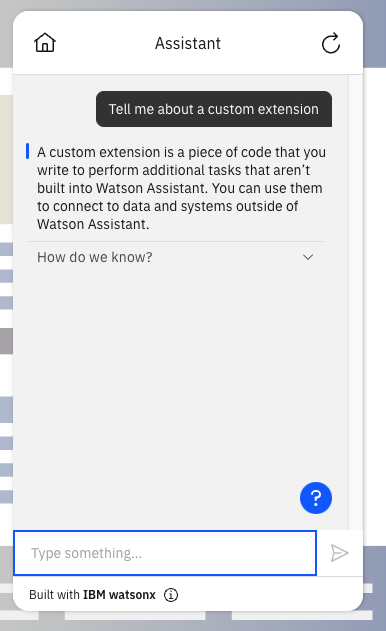 Assistant
Tell me about a custom extension
A custom extension is a piece of code that you
write to perform additional tasks that aren't
built into Watson Assistant. You can use them
to connect to data and systems outside of
Watson Assistant.
How do we know?
?
Type something...
Built with IBM watsonx